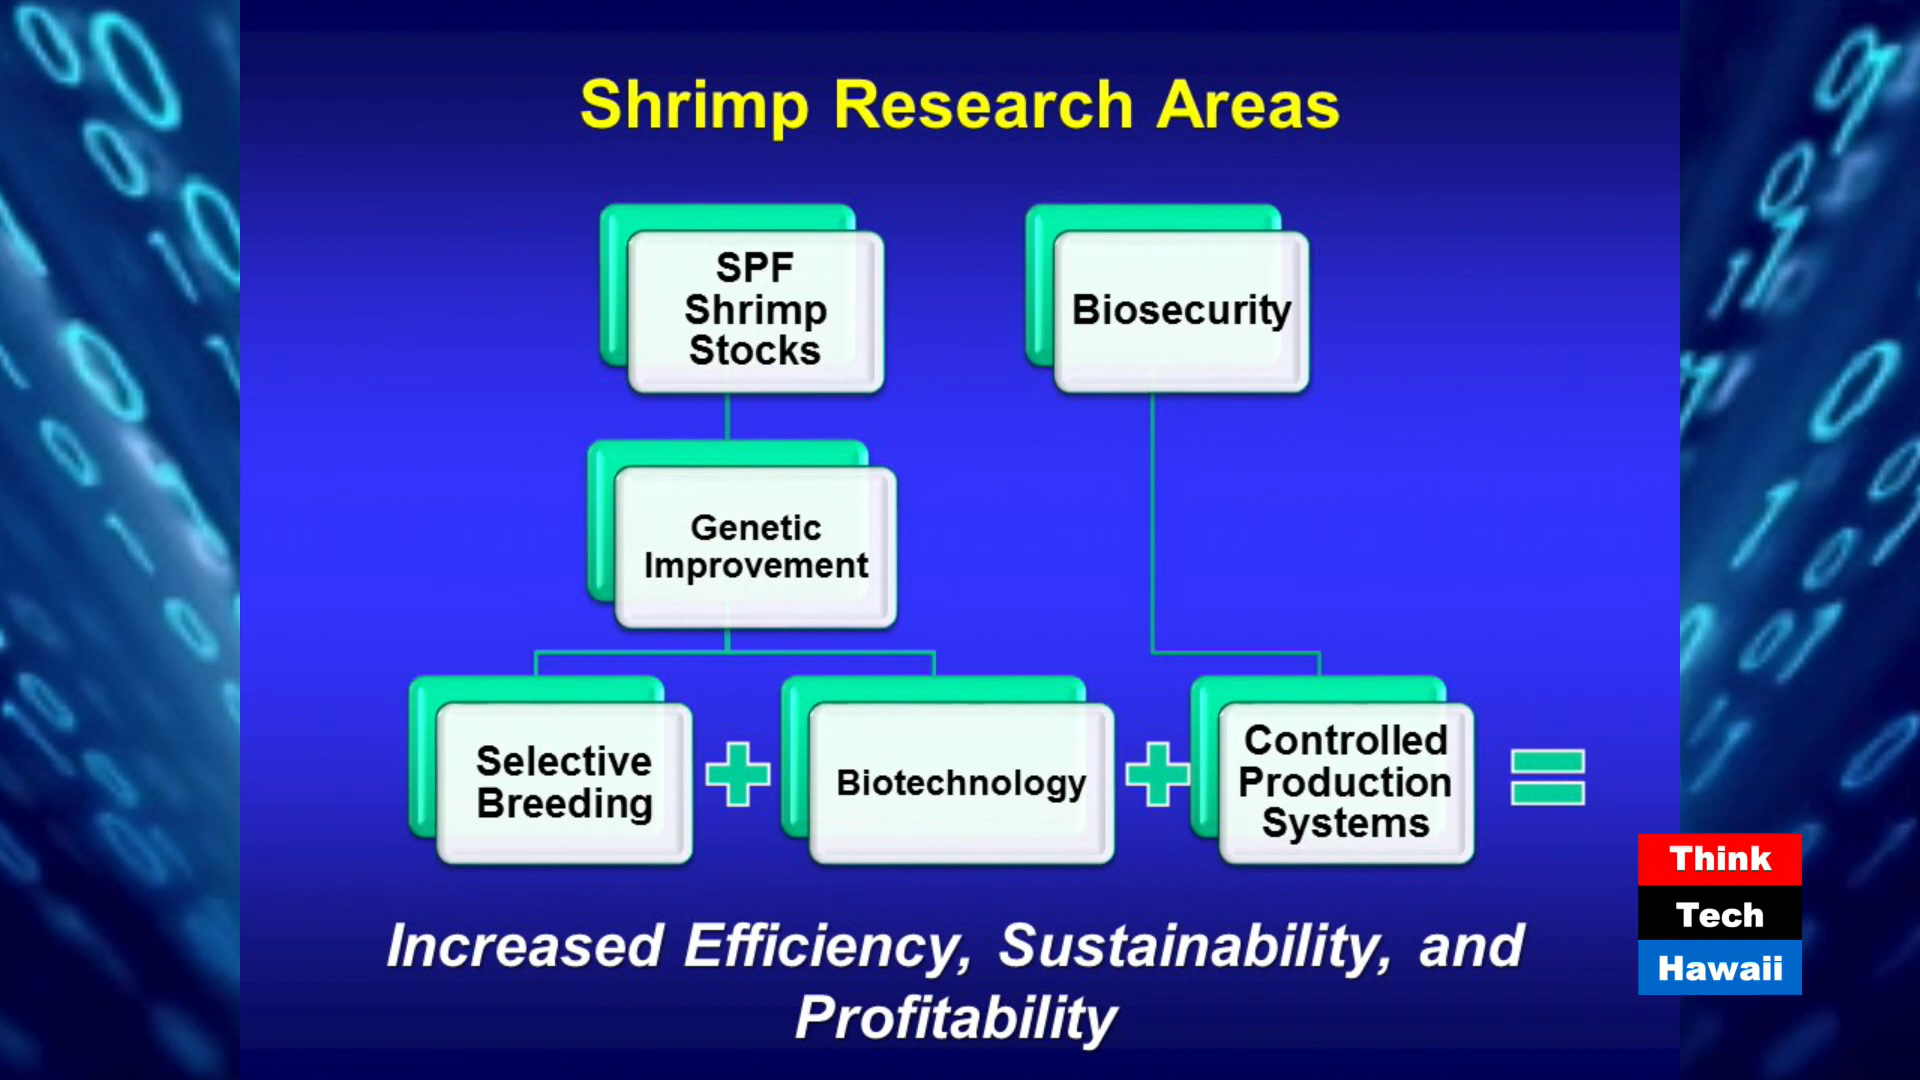 Shrimp Research Areas
SPF
Shrimp
Stocks
Biosecurity
Genetic
Improvement
Selective
Breeding
+
Biotechnology
+
Controlled
Production
Systems
=
Increased Efficiency, Sustainability, and
Profitability
Think
Tech
Hawaii